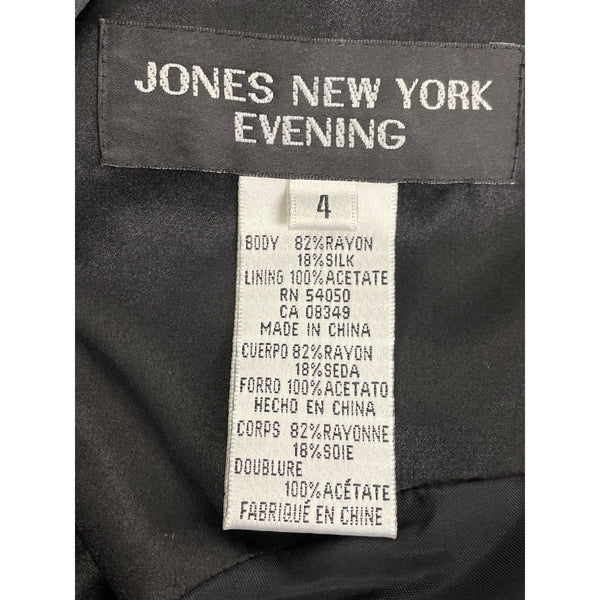 JONES NEW YORK
EVENING
4
BODY 82%RAYON
18%SILK
LINING 100%ACETATE
RN 54050
CA 08349
MADE IN CHINA
CUERPO 82%RAYON
18%SEDA
FORRO 100%ACETATO
HECHO EN CHINA
CORPS 82%RAYONNE
18%SOIE
DOUBLURE
100%ACÉTATE
FABRIQUÉ EN CHINE